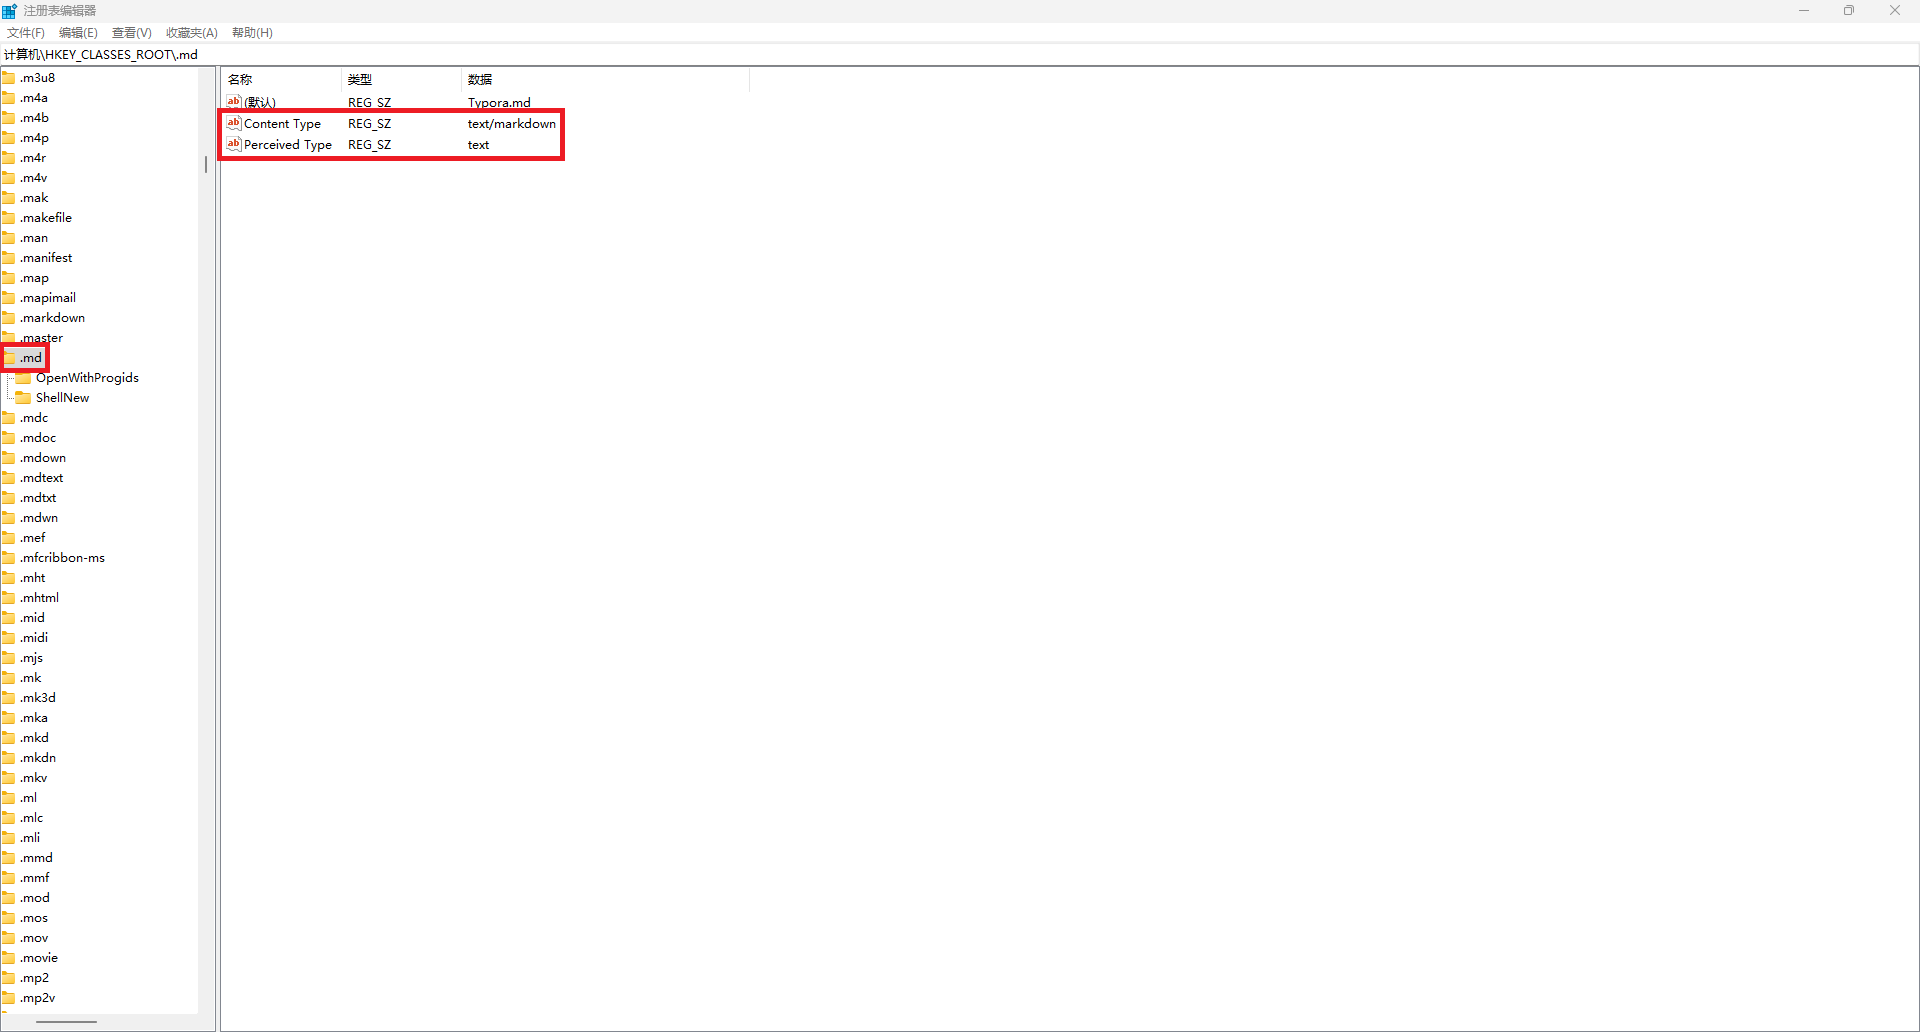 注册表编辑器
文件(F) 编辑(E) 查看(V) 收藏夹(A) 帮助(H)
计算机\HKEY_CLASSES_ROOT\.md
.m3u8
.m4a
.m4b
.m4p
.m4r
.m4v
.mak
.makefile
.man
.manifest
.map
.mapimail
.markdown
.master
.md
OpenWithProgids
ShellNew
.mdc
.mdoc
.mdown
.mdtext
.mdtxt
.mdwn
.mef
.mfcribbon-ms
.mht
.mhtml
.mid
.midi
.mjs
.mk
.mk3d
.mka
.mkd
.mkdn
.mkv
.ml
.mlc
.mli
.mmd
.mmf
.mod
.mos
.mov
.movie
.mp2
.mp2v
名称 类型 数据
ab (默认) REG_SZ Typora.md
ab Content Type REG_SZ text/markdown
ab Perceived Type REG_SZ text